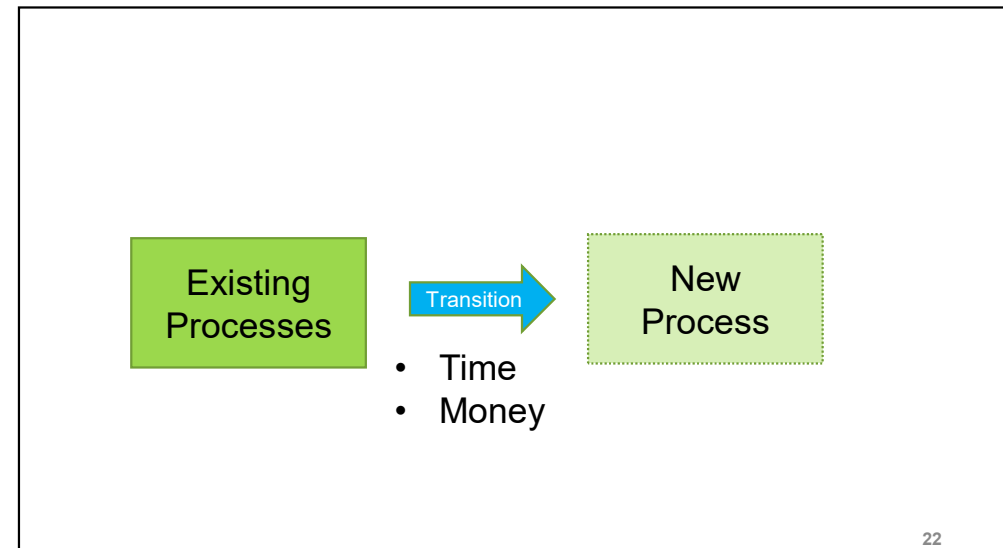 Existing
Processes
Transition
New
Process
• Time
• Money
22